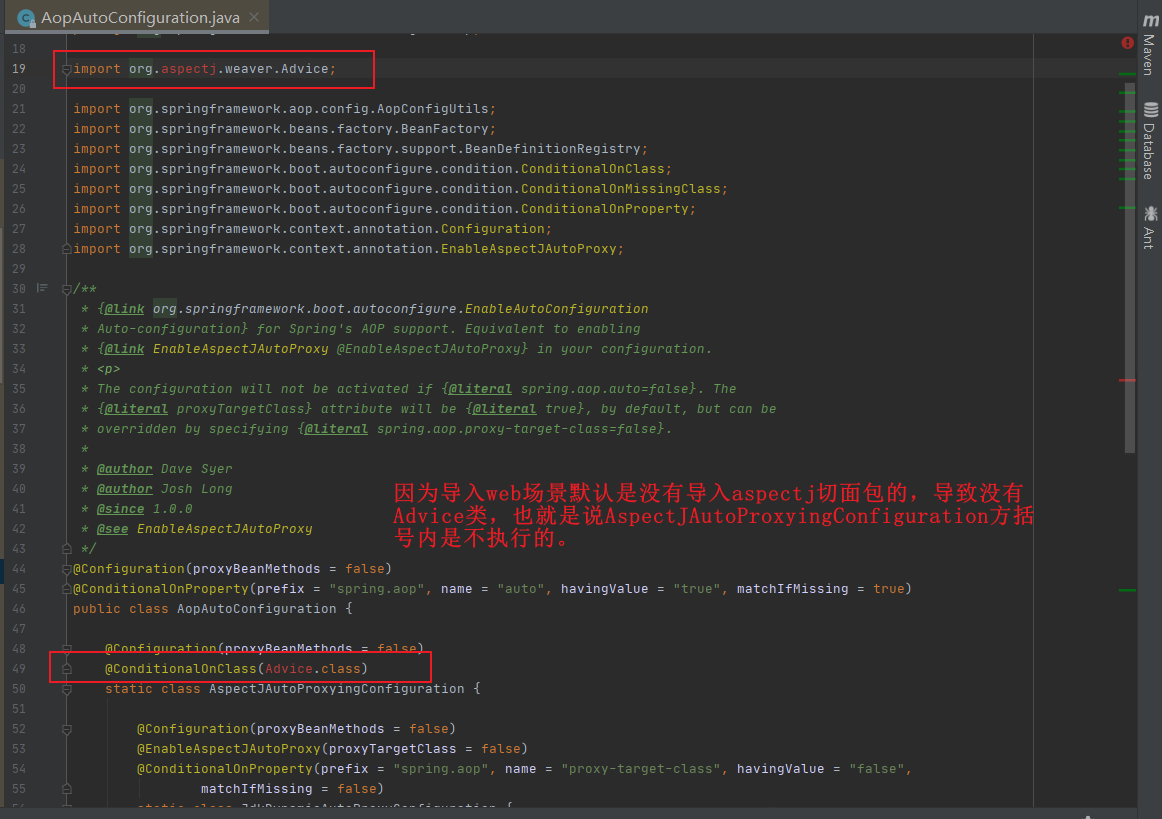 AopAutoConfiguration.java
18
19 import org.aspectj.weaver.Advice;
20
21 import org.springframework.aop.config.AopConfigUtils;
22 import org.springframework.beans.factory.BeanFactory;
23 import org.springframework.beans.factory.support.BeanDefinitionRegistry;
24 import org.springframework.boot.autoconfigure.condition.ConditionalOnClass;
25 import org.springframework.boot.autoconfigure.condition.ConditionalOnMissingClass;
26 import org.springframework.boot.autoconfigure.condition.ConditionalOnProperty;
27 import org.springframework.context.annotation.Configuration;
28 import org.springframework.context.annotation.EnableAspectJAutoProxy;
29
30 /**
31 * {@link org.springframework.boot.autoconfigure.EnableAutoConfiguration
32 * Auto-configuration} for Spring's AOP support. Equivalent to enabling
33 * {@link EnableAspectJAutoProxy @EnableAspectJAutoProxy} in your configuration.
34 * <p>
35 * The configuration will not be activated if {@literal spring.aop.auto=false}. The
36 * {@literal proxyTargetClass} attribute will be {@literal true}, by default, but can be
37 * overridden by specifying {@literal spring.aop.proxy-target-class=false}.
38 *
39 * @author Dave Syer
40 * @author Josh Long
41 * @since 1.0.0
42 * @see EnableAspectJAutoProxy
43 */
因为导入web场景默认是没有导入aspectj切面包的，导致没有
Advice类，也就是说AspectJAutoProxyingConfiguration方括
号内是不执行的。
44 @Configuration(proxyBeanMethods = false)
45 @ConditionalOnProperty(prefix = "spring.aop", name = "auto", havingValue = "true", matchIfMissing = true)
46 public class AopAutoConfiguration {
47
48 @Configuration(proxyBeanMethods = false)
49 @ConditionalOnClass(Advice.class)
50 static class AspectJAutoProxyingConfiguration {
51
52 @Configuration(proxyBeanMethods = false)
53 @EnableAspectJAutoProxy(proxyTargetClass = false)
54 @ConditionalOnProperty(prefix = "spring.aop", name = "proxy-target-class", havingValue = "false",
55 matchIfMissing = false)
m Maven
Database
Ant